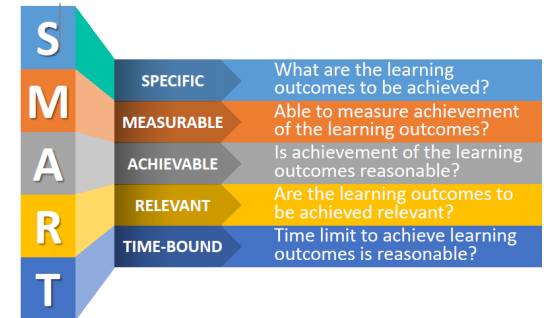 S
M
A
R
T
SPECIFIC
What are the learning
outcomes to be achieved?
MEASURABLE
Able to measure achievement
of the learning outcomes?
ACHIEVABLE
Is achievement of the learning
outcomes reasonable?
RELEVANT
Are the learning outcomes to
be achieved relevant?
TIME-BOUND
Time limit to achieve learning
outcomes is reasonable?